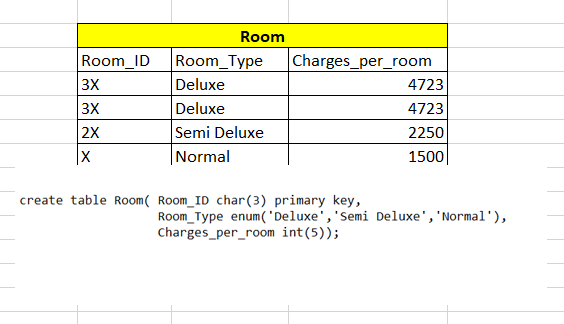 Room
Room_ID Room_Type Charges_per_room
3X Deluxe 4723
3X Deluxe 4723
2X Semi Deluxe 2250
X Normal 1500
create table Room( Room_ID char(3) primary key,
Room_Type enum('Deluxe','Semi Deluxe','Normal'),
Charges_per_room int(5));